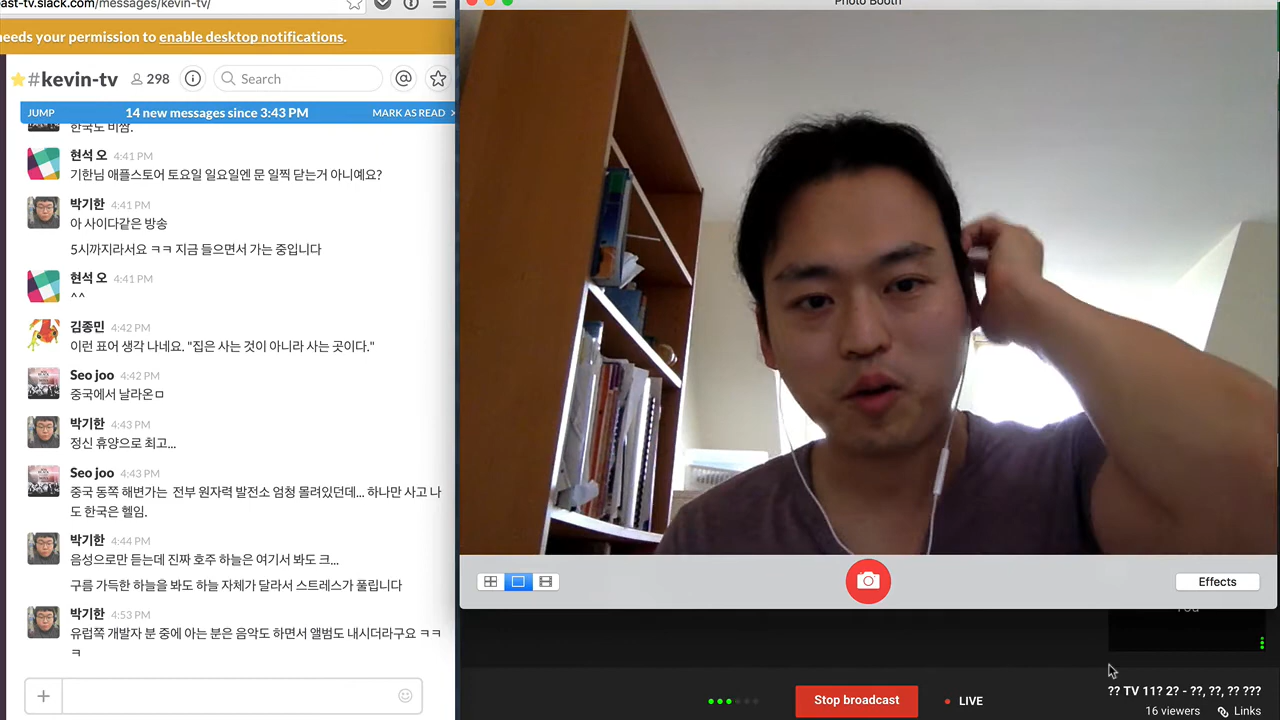 east-tv.slack.com/messages/kevin-tv/
needs your permission to enable desktop notifications.
#kevin-tv 298 Search
JUMP 14 new messages since 3:43 PM MARK AS READ
한국도 비쌈.
현석 오 4:41 PM
기한님 애플스토어 토요일 일요일엔 문 일찍 닫는거 아니예요?
박기한 4:41 PM
아 사이다같은 방송
5시까지라서요 ㅋㅋ 지금 들으면서 가는 중입니다
현석 오 4:41 PM
^^
김종민 4:42 PM
이런 표어 생각 나네요. "집은 사는 것이 아니라 사는 곳이다."
Seo joo 4:42 PM
중국에서 날라온ㅁ
박기한 4:43 PM
정신 휴양으로 최고...
Seo joo 4:43 PM
중국 동쪽 해변가는 전부 원자력 발전소 엄청 몰려있던데... 하나만 사고 나
도 한국은 헬임.
박기한 4:44 PM
음성으로만 듣는데 진짜 호주 하늘은 여기서 봐도 크...
구름 가득한 하늘을 봐도 하늘 자체가 달라서 스트레스가 풀립니다
박기한 4:53 PM
유럽쪽 개발자 분 중에 아는 분은 음악도 하면서 앨범도 내시더라구요 ㅋㅋ
ㅋ
Photo Booth
Effects
You
Stop broadcast
LIVE
?? TV 11? 2? - ??, ??, ?? ???
16 viewers Links